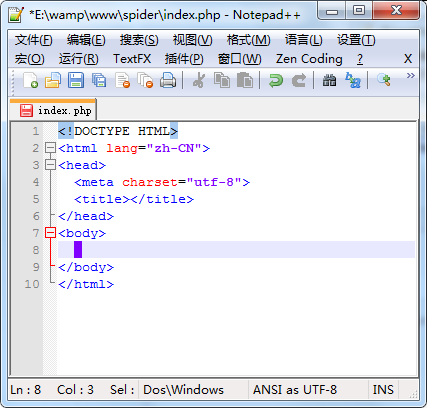 *E:\wamp\www\spider\index.php - Notepad++
文件(F) 编辑(E) 搜索(S) 视图(V) 格式(M) 语言(L) 设置(T)
宏(O) 运行(R) TextFX 插件(P) 窗口(W) Zen Coding ? X
index.php
1 <!DOCTYPE HTML>
2 <html lang="zh-CN">
3 <head>
4 <meta charset="utf-8">
5 <title></title>
6 </head>
7 <body>
8
9 </body>
10 </html>
Ln : 8 Col : 3 Sel : Dos\Windows ANSI as UTF-8 INS